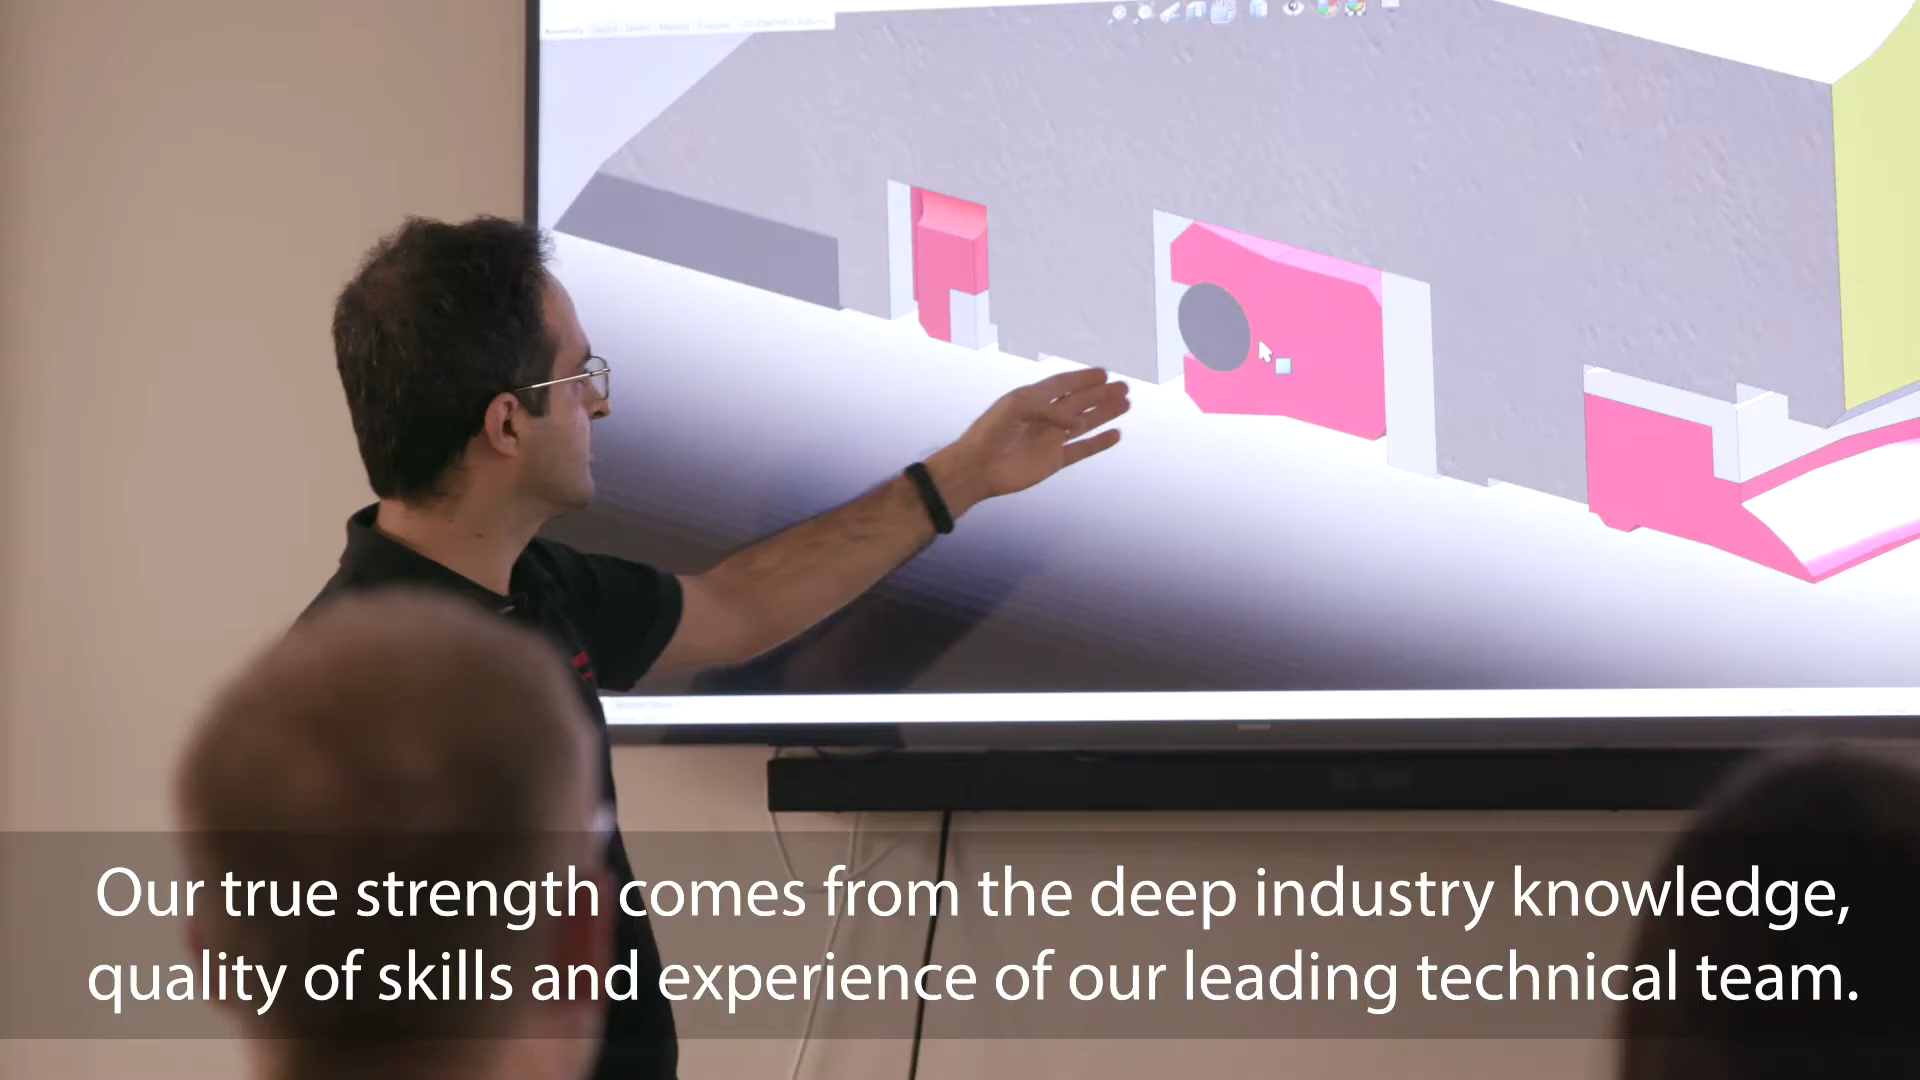 Our true strength comes from the deep industry knowledge,
quality of skills and experience of our leading technical team.